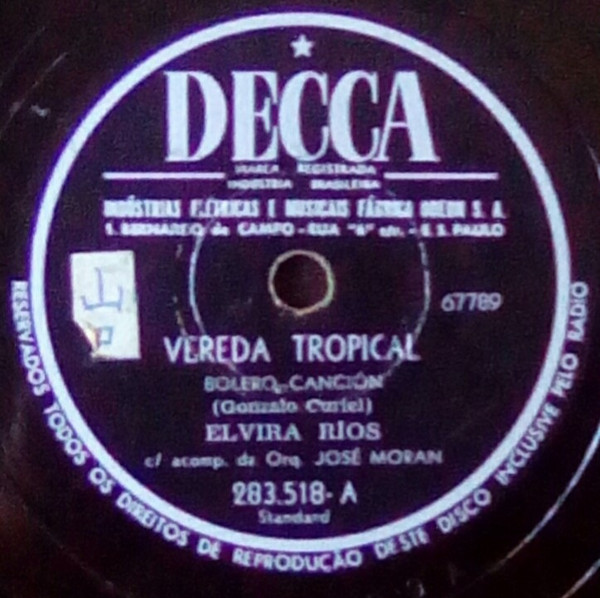 DECCA
MARCA REGISTRADA
INDÚSTRIA BRASILEIRA
INDÚSTRIAS ELÉTRICAS E MUSICAIS FÁBRICA ODEON S. A.
S. BERNARDO do CAMPO - RUA "A" - E. S. PAULO
67789
VEREDA TROPICAL
BOLERO-CANCIÓN
(Gonzalo Curiel)
ELVIRA RÍOS
c/ acomp. de Orq. JOSÉ MORAN
283.518-A
Standard
RESERVADOS TODOS OS DIREITOS DE REPRODUÇÃO DESTE DISCO INCLUSIVE PELO RADIO